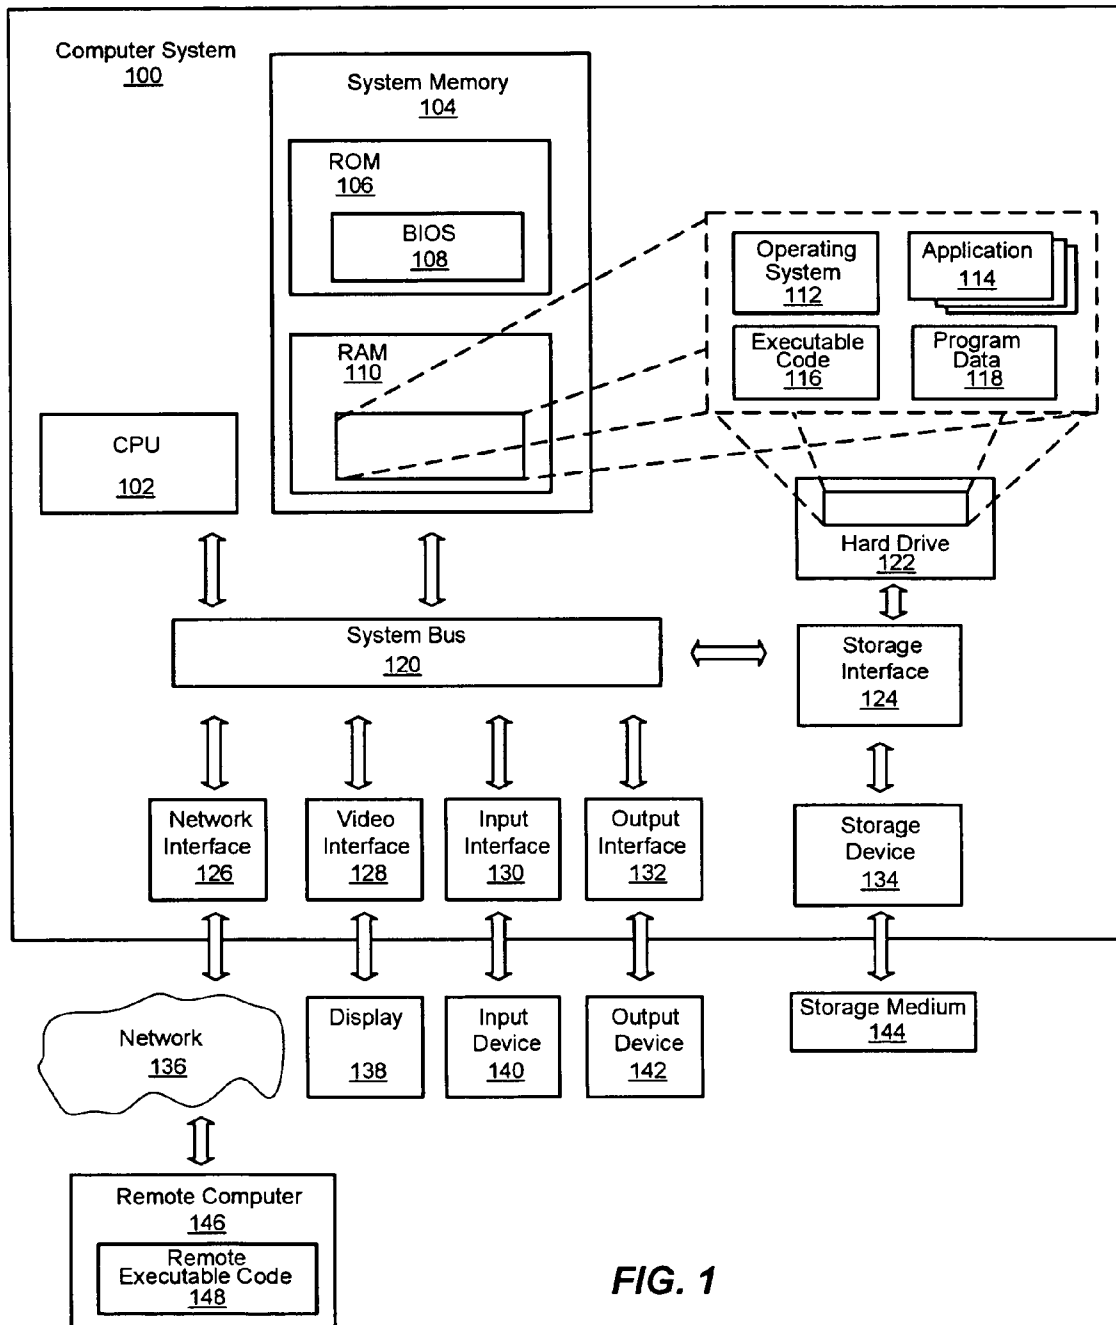 Computer System
100
System Memory
104
ROM
106
BIOS
108
RAM
110
Operating
System
112
Application
114
Executable
Code
116
Program
Data
118
CPU
102
Hard Drive
122
System Bus
120
Storage
Interface
124
Network
Interface
126
Video
Interface
128
Input
Interface
130
Output
Interface
132
Storage
Device
134
Network
136
Display
138
Input
Device
140
Output
Device
142
Storage Medium
144
Remote Computer
146
Remote
Executable Code
148
FIG. 1